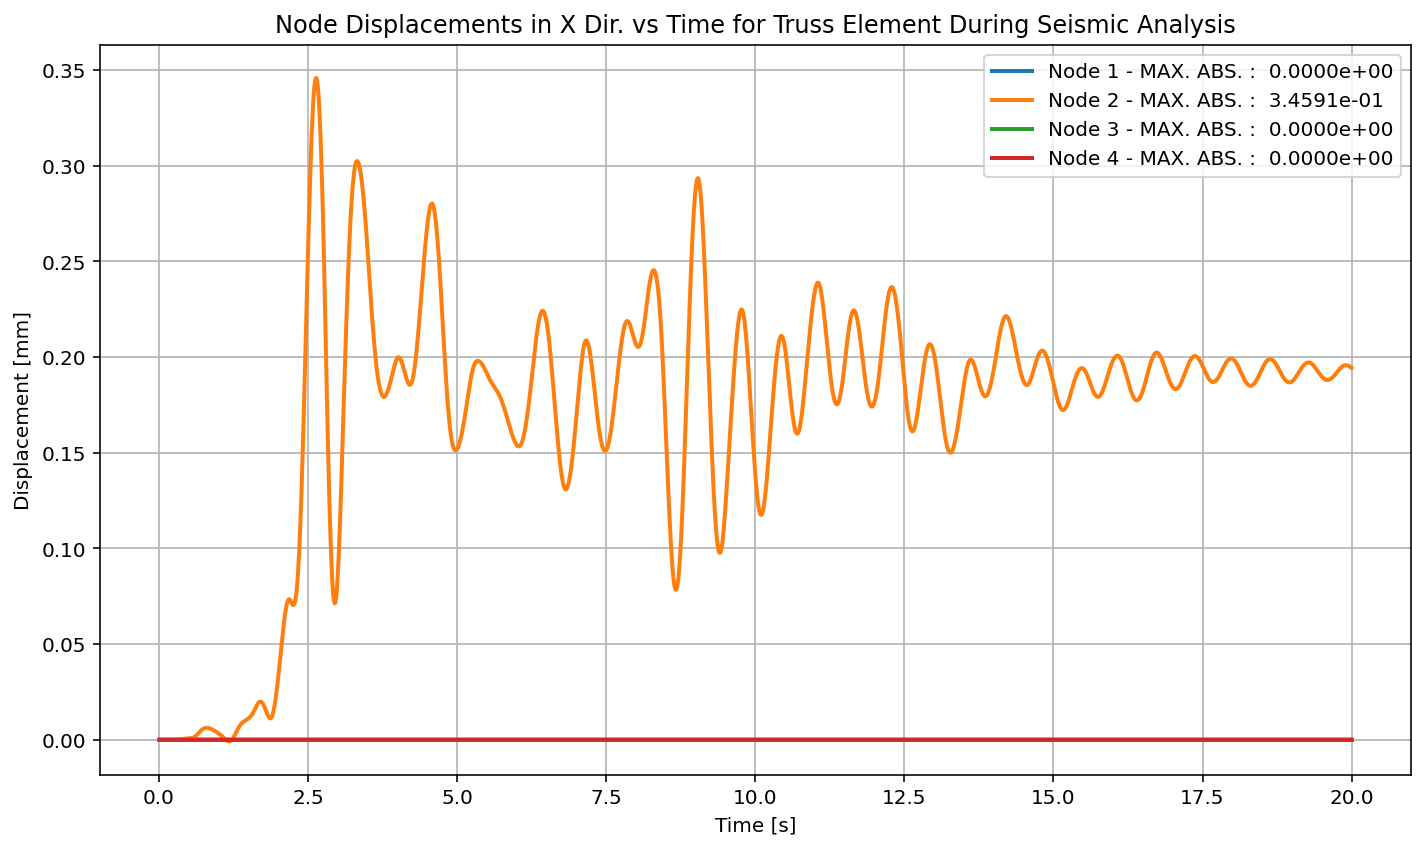 Node Displacements in X Dir. vs Time for Truss Element During Seismic Analysis
Node 1 - MAX. ABS. :  0.0000e+00
Node 2 - MAX. ABS. :  3.4591e-01
Node 3 - MAX. ABS. :  0.0000e+00
Node 4 - MAX. ABS. :  0.0000e+00
Displacement [mm]
0.35
0.30
0.25
0.20
0.15
0.10
0.05
0.00
0.0 2.5 5.0 7.5 10.0 12.5 15.0 17.5 20.0
Time [s]